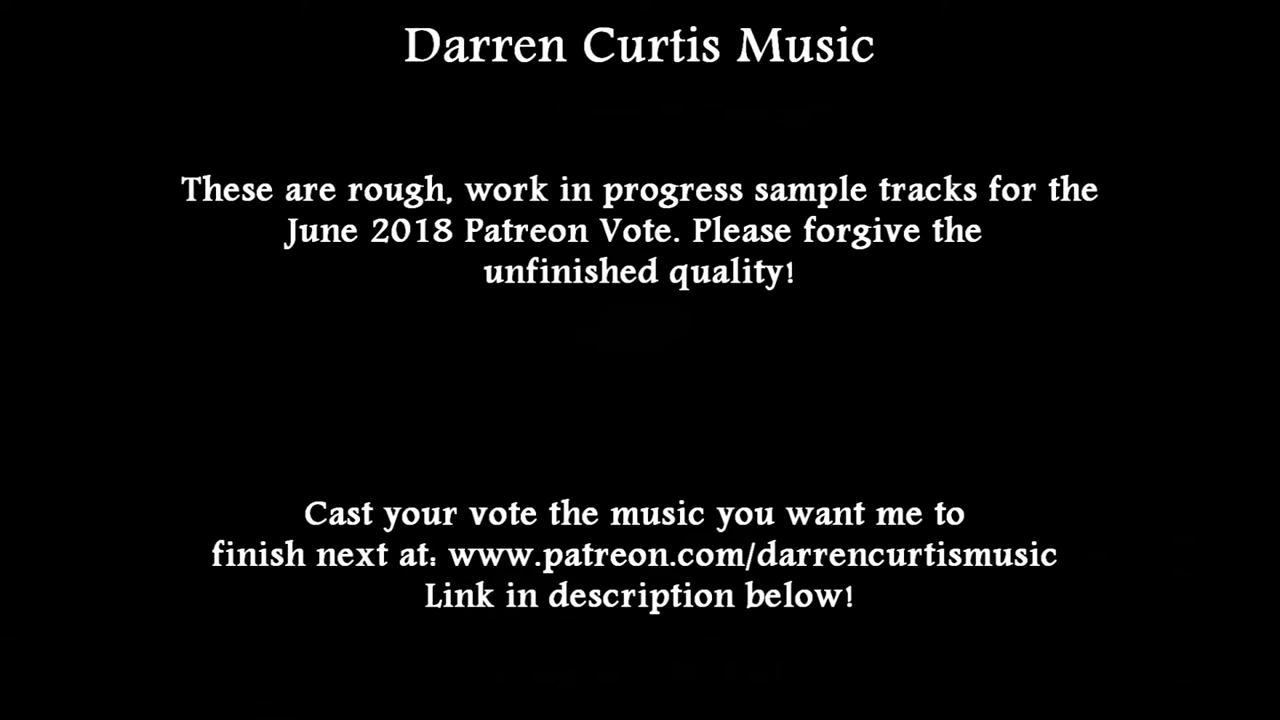 Darren Curtis Music
These are rough, work in progress sample tracks for the
June 2018 Patreon Vote. Please forgive the
unfinished quality!
Cast your vote the music you want me to
finish next at: www.patreon.com/darrencurtismusic
Link in description below!